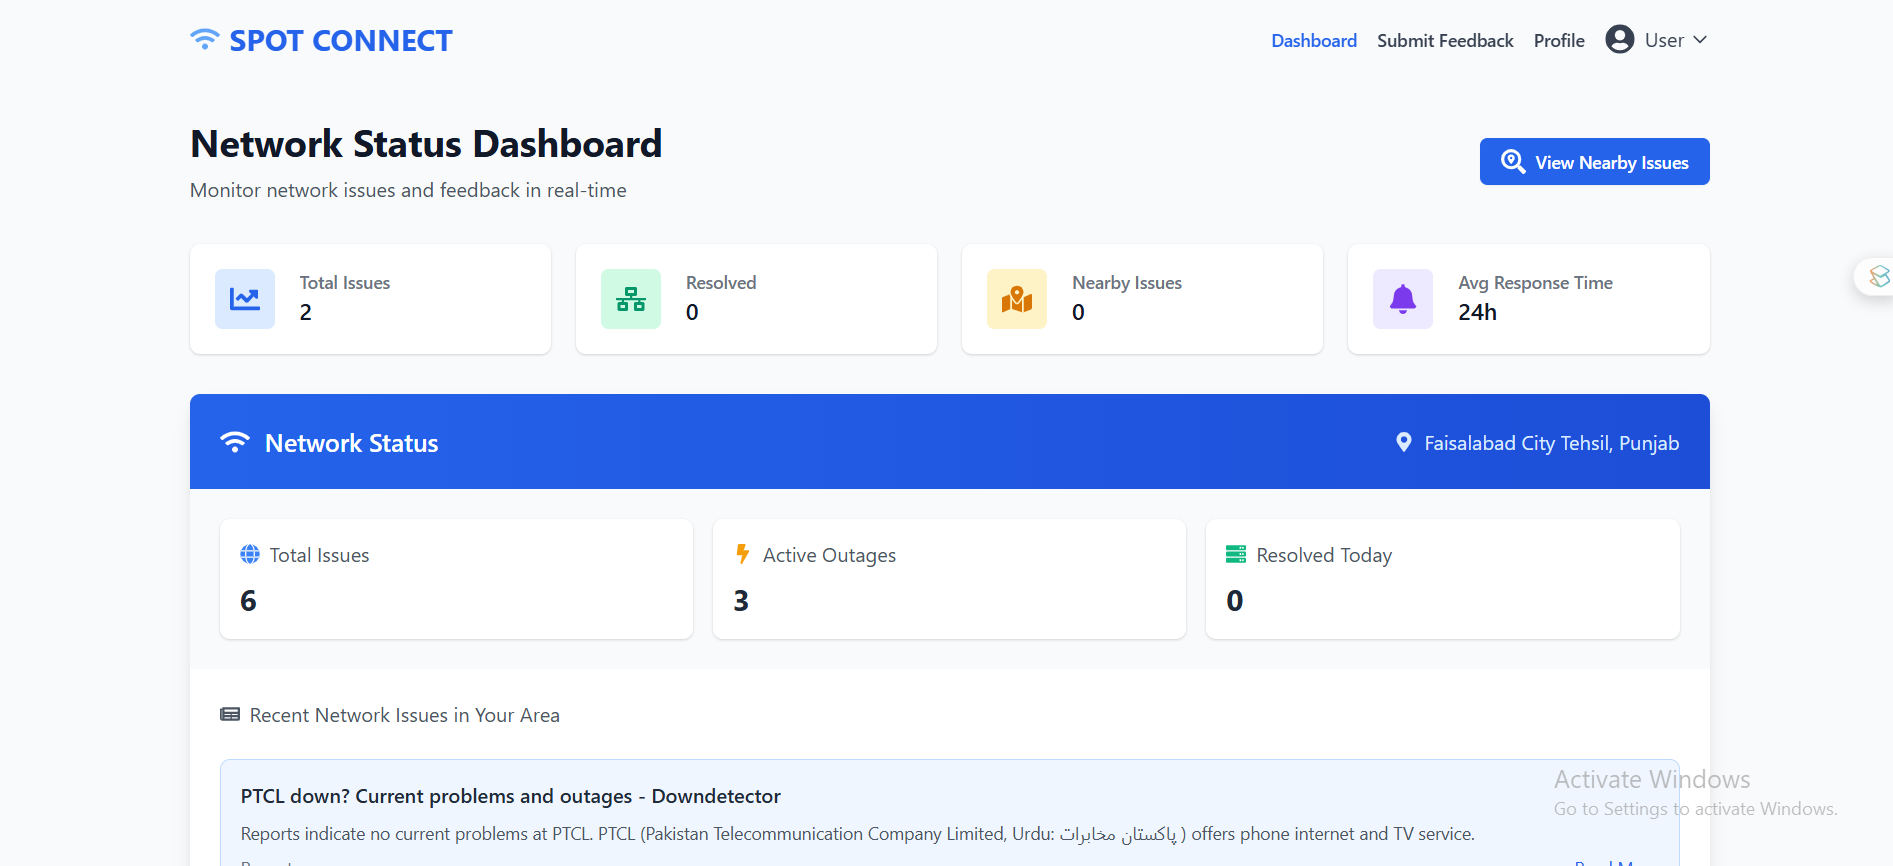 SPOT CONNECT
Dashboard Submit Feedback Profile User
Network Status Dashboard
Monitor network issues and feedback in real-time
View Nearby Issues
Total Issues
2
Resolved
0
Nearby Issues
0
Avg Response Time
24h
Network Status
Faisalabad City Tehsil, Punjab
Total Issues
6
Active Outages
3
Resolved Today
0
Recent Network Issues in Your Area
PTCL down? Current problems and outages - Downdetector
Reports indicate no current problems at PTCL. PTCL (Pakistan Telecommunication Company Limited, Urdu: پاکستان مخابرات ) offers phone internet and TV service.
Activate Windows
Go to Settings to activate Windows.